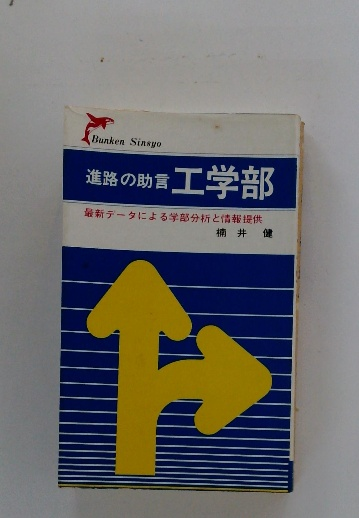 Bunken Sinsyo
進路の助言 工学部
最新データによる学部分析と情報提供
楠井 健